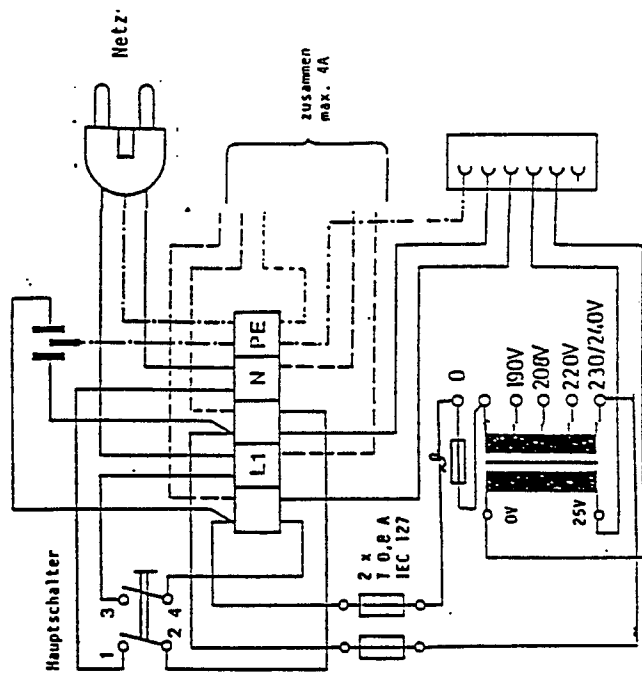 Netz
zusammen
max. 4A
Hauptschalter
1
3
2
4
L1
N
PE
2 x
T 0,8 A
IEC 127
0
190V
208V
220V
230/240V
0V
25V